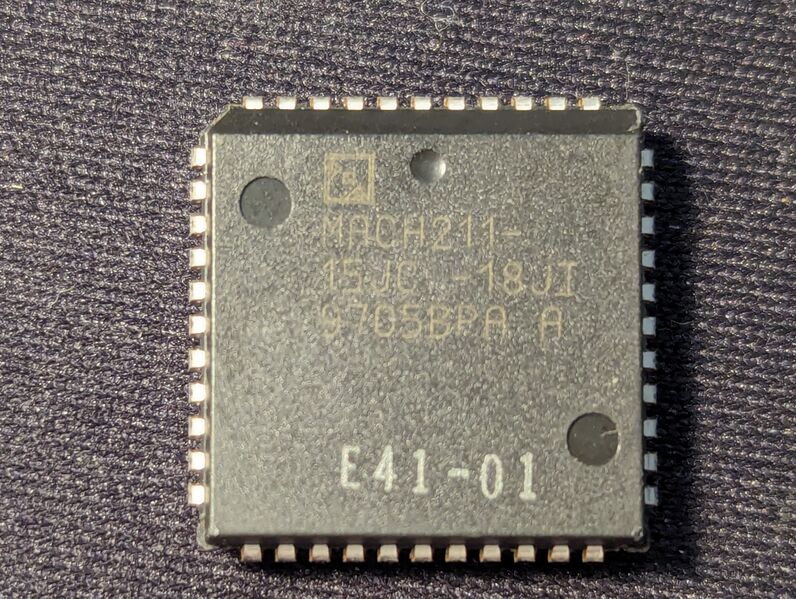 MACH211-
15JC -18JI
9705BPA A
E41-01